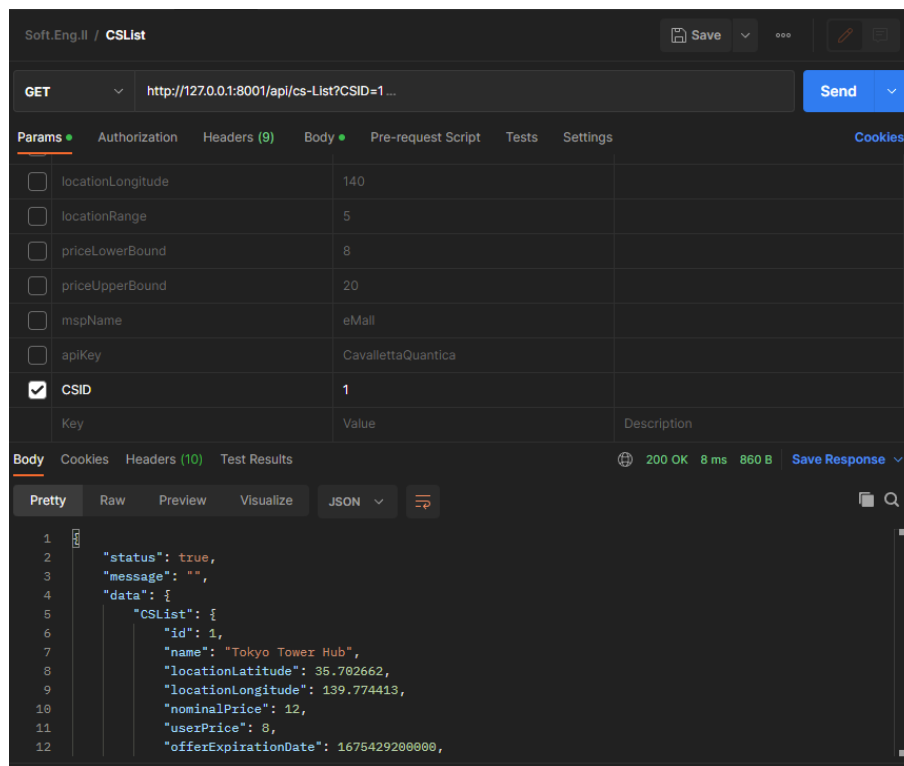 Soft.Eng.II / CSList Save
GET http://127.0.0.1:8001/api/cs-List?CSID=1... Send
Params Authorization Headers (9) Body Pre-request Script Tests Settings Cookies
locationLongitude 140
locationRange 5
priceLowerBound 8
priceUpperBound 20
mspName eMall
apiKey CavallettaQuantica
CSID 1
Key Value Description
Body Cookies Headers (10) Test Results 200 OK 8 ms 860 B Save Response
Pretty Raw Preview Visualize JSON
1 {
2 "status": true,
3 "message": "",
4 "data": {
5 "CSList": {
6 "id": 1,
7 "name": "Tokyo Tower Hub",
8 "locationLatitude": 35.702662,
9 "locationLongitude": 139.774413,
10 "nominalPrice": 12,
11 "userPrice": 8,
12 "offerExpirationDate": 1675429200000,